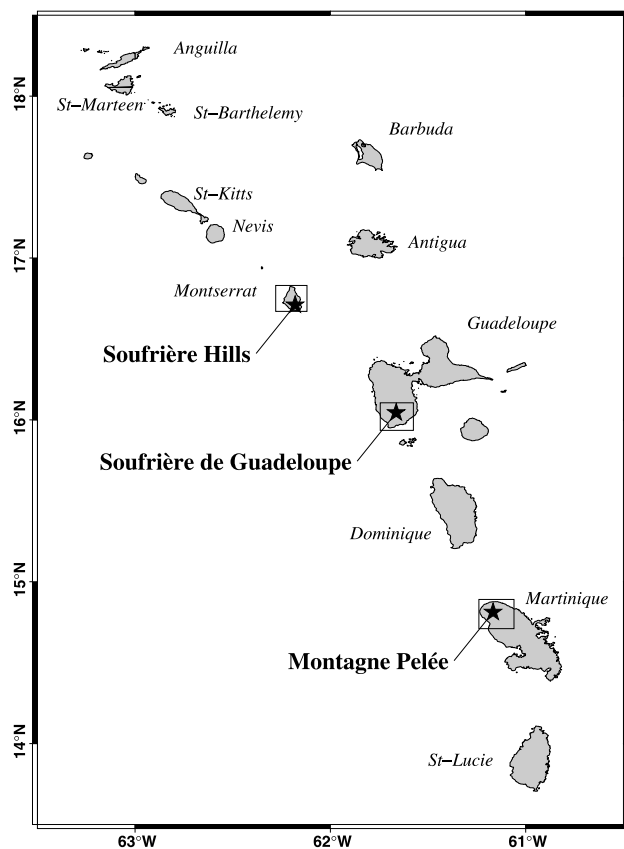 Anguilla
18°N
St–Marteen
St–Barthelemy
Barbuda
St–Kitts
Nevis
Antigua
17°N
Montserrat
Guadeloupe
Soufrière Hills
16°N
Soufrière de Guadeloupe
Dominique
15°N
Martinique
Montagne Pelée
14°N
St–Lucie
63°W
62°W
61°W